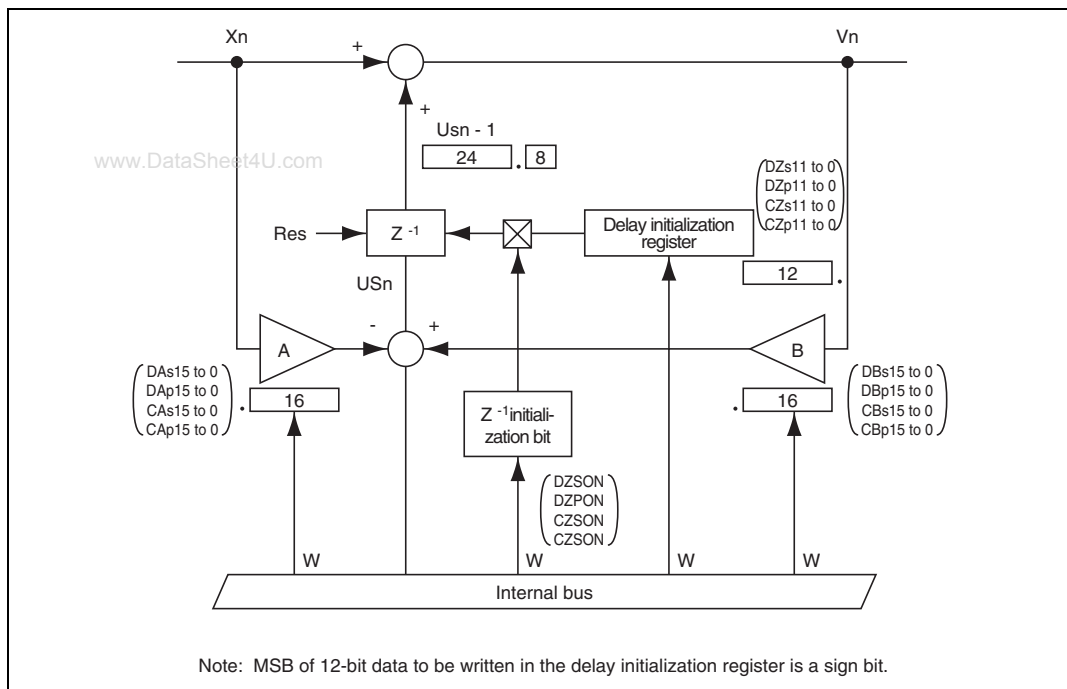 Xn
Vn
+
+
Usn - 1
24 . 8
www.DataSheet4U.com
DZs11 to 0
DZp11 to 0
CZs11 to 0
CZp11 to 0
Res
Z -1
Delay initialization
register
12 .
USn
-
+
A
B
DAs15 to 0
DAp15 to 0
CAs15 to 0
CAp15 to 0
. 16
Z -1 initiali-
zation bit
. 16
DBs15 to 0
DBp15 to 0
CBs15 to 0
CBp15 to 0
DZSON
DZPON
CZSON
CZSON
W
W
W
W
Internal bus
Note: MSB of 12-bit data to be written in the delay initialization register is a sign bit.